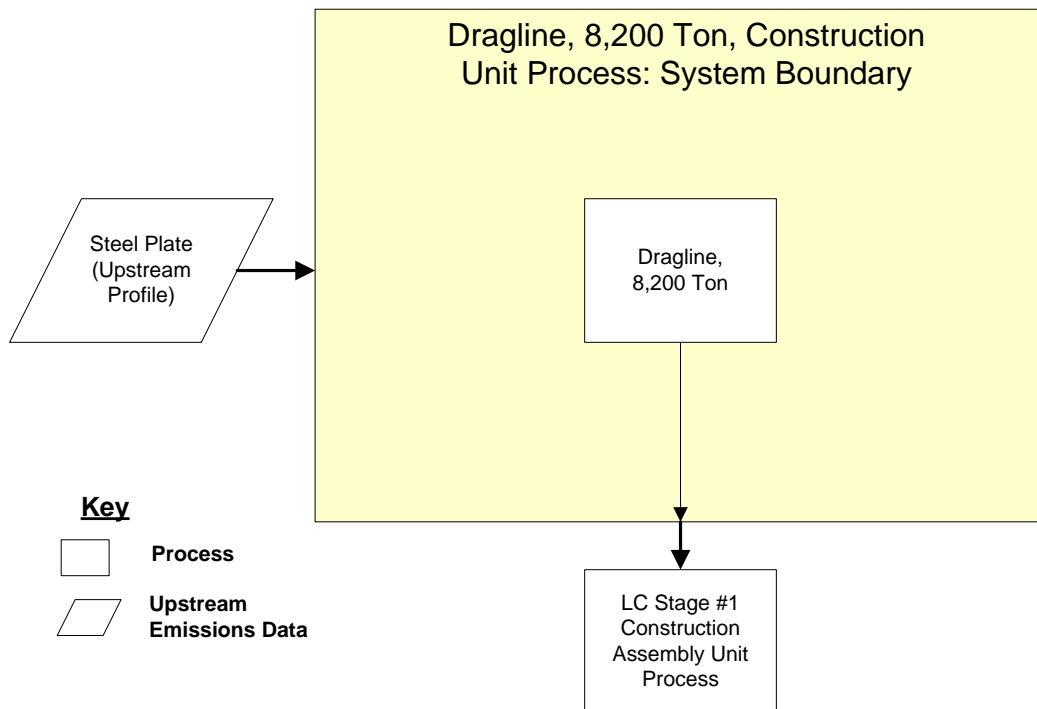 Dragline, 8,200 Ton, Construction
Unit Process: System Boundary
Steel Plate
(Upstream
Profile)
Dragline,
8,200 Ton
Key
Process
Upstream
Emissions Data
LC Stage #1
Construction
Assembly Unit
Process